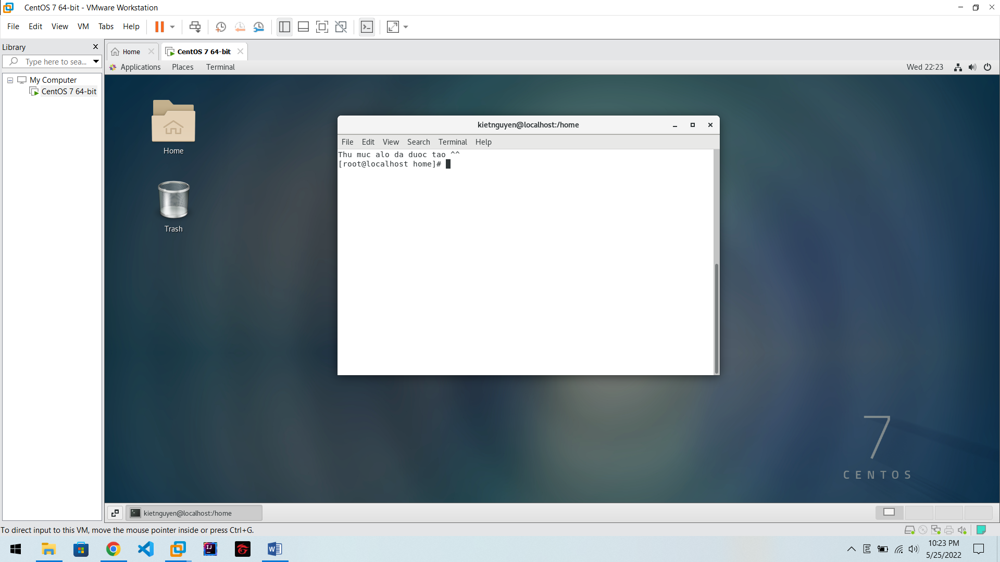 CentOS 7 64-bit - VMware Workstation
File Edit View VM Tabs Help
Library
Type here to sea...
My Computer
CentOS 7 64-bit
Home
CentOS 7 64-bit
Applications Places Terminal
Wed 22:23
Home
Trash
kietnguyen@localhost:/home
File Edit View Search Terminal Help
Thu muc alo da duoc tao ^^
[root@localhost home]#
7
CENTOS
kietnguyen@localhost:/home
To direct input to this VM, move the mouse pointer inside or press Ctrl+G.
IJ
W
E
10:23 PM
5/25/2022